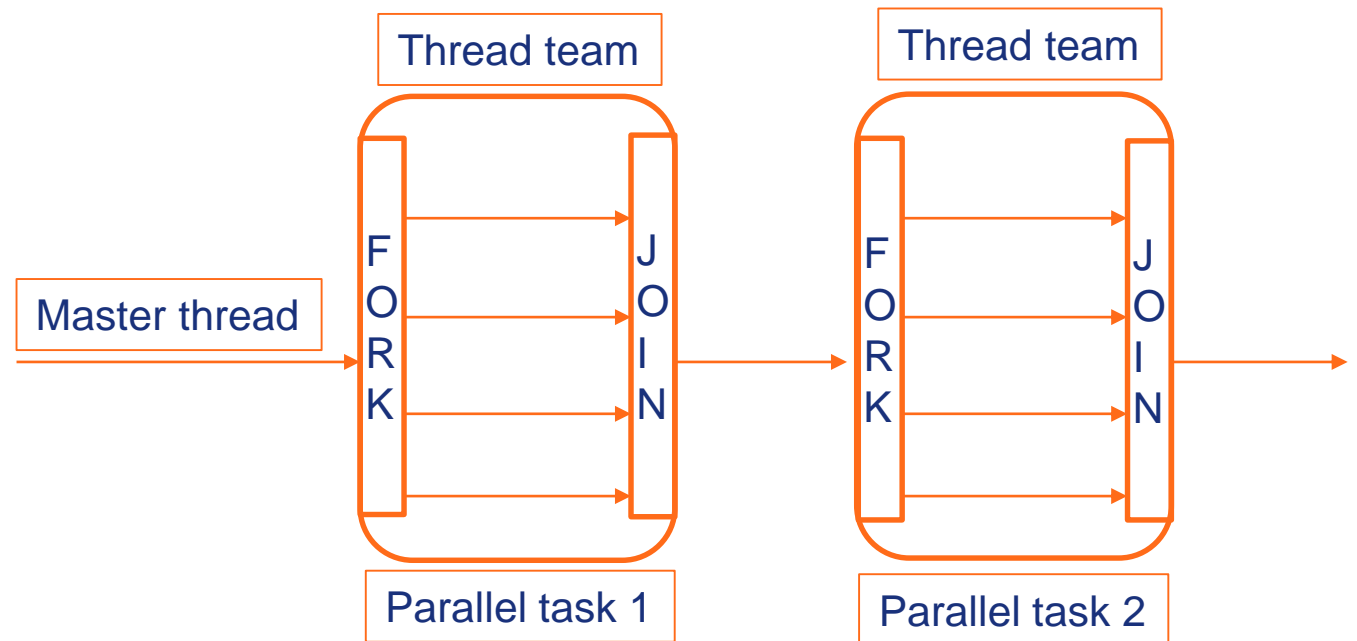 Thread team
Thread team
Master thread
F
O
R
K
J
O
I
N
F
O
R
K
J
O
I
N
Parallel task 1
Parallel task 2